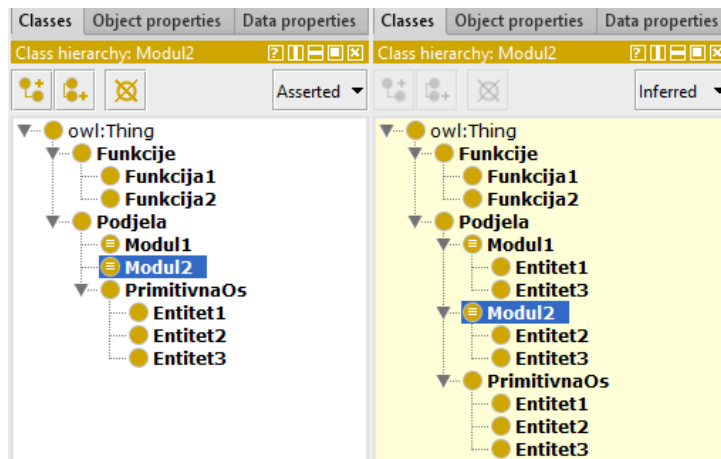 Classes Object properties Data properties
Class hierarchy: Modul2
Asserted
owl:Thing
Funkcije
Funkcija1
Funkcija2
Podjela
Modul1
Modul2
PrimitivnaOs
Entitet1
Entitet2
Entitet3
Classes Object properties Data properties
Class hierarchy: Modul2
Inferred
owl:Thing
Funkcije
Funkcija1
Funkcija2
Podjela
Modul1
Entitet1
Entitet3
Modul2
Entitet2
Entitet3
PrimitivnaOs
Entitet1
Entitet2
Entitet3